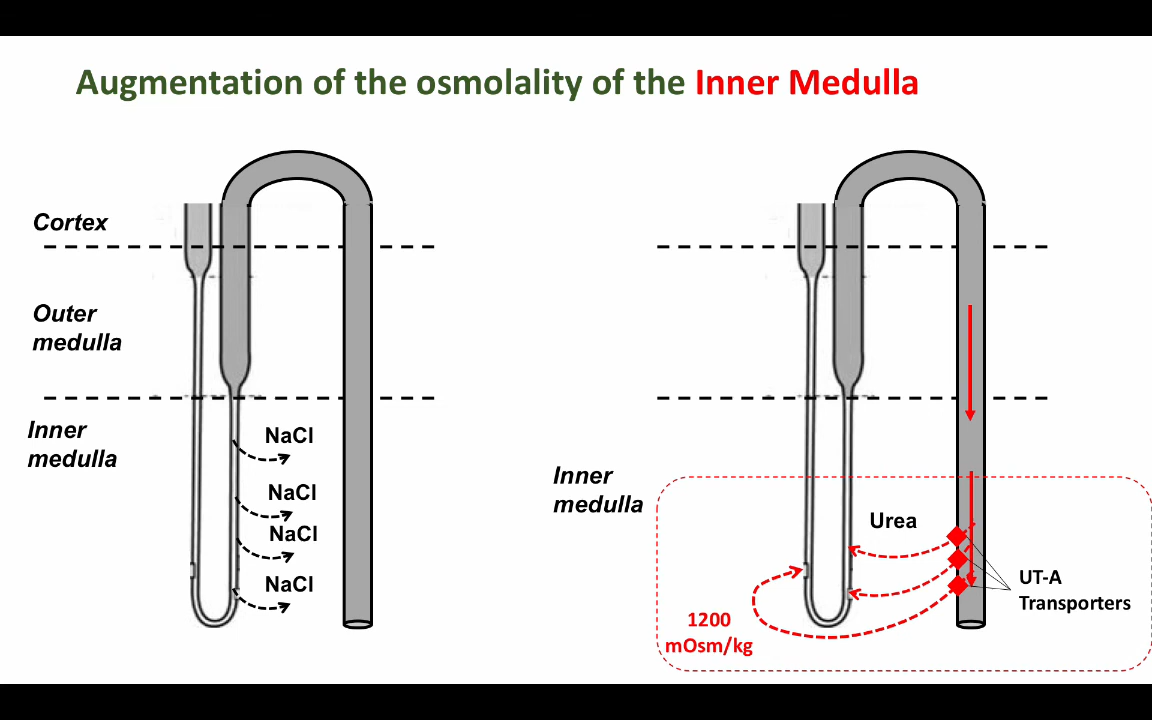 Augmentation of the osmolality of the Inner Medulla
Cortex
Outer
medulla
Inner
medulla
NaCl
NaCl
NaCl
NaCl
Inner
medulla
Urea
UT-A
Transporters
1200
mOsm/kg